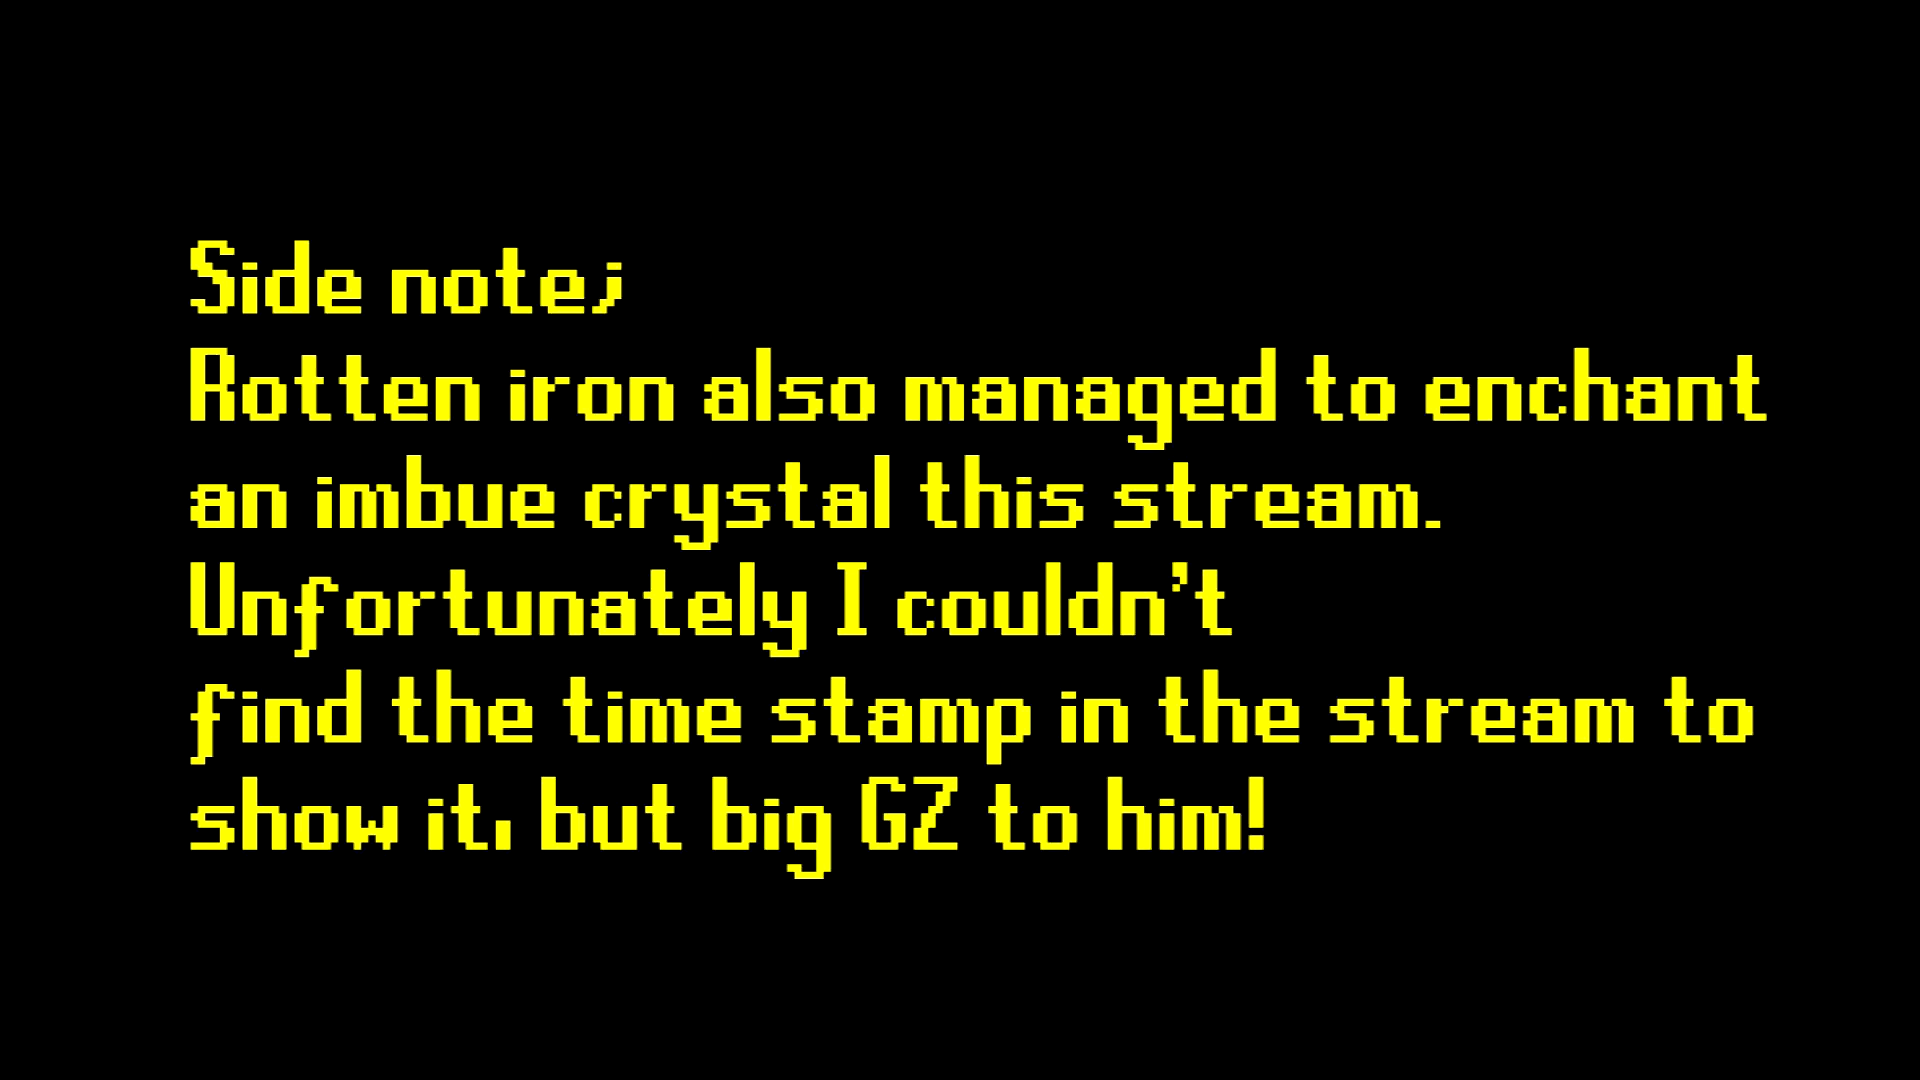 Side note;
Rotten iron also managed to enchant
an imbue crystal this stream.
Unfortunately I couldn't
find the time stamp in the stream to
show it, but big GZ to him!